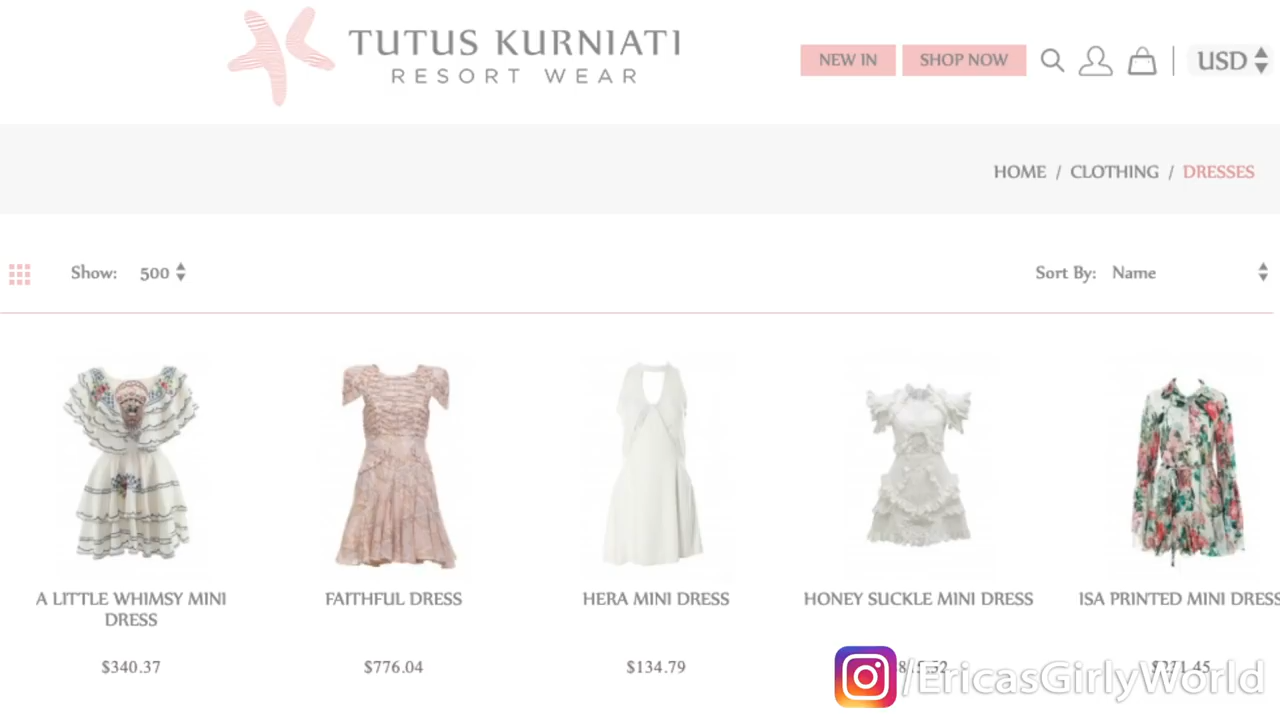 TUTUS KURNIATI
RESORT WEAR
NEW IN
SHOP NOW
USD
HOME / CLOTHING / DRESSES
Show: 500
Sort By: Name
A LITTLE WHIMSY MINI
DRESS
FAITHFUL DRESS
HERA MINI DRESS
HONEY SUCKLE MINI DRESS
ISA PRINTED MINI DRESS
$340.37
$776.04
$134.79
/EricasGirlyWorld